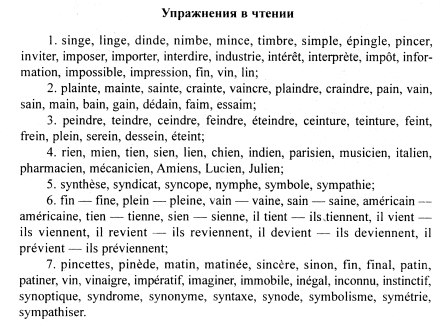 Упражнения в чтении
1. singe, linge, dinde, nimbe, mince, timbre, simple, épingle, pincer,
inviter, imposer, importer, interdire, industrie, intérêt, interprète, impôt, infor-
mation, impossible, impression, fin, vin, lin;
2. plainte, mainte, sainte, crainte, vaincre, plaindre, craindre, pain, vain,
sain, main, bain, gain, dédain, faim, essaim;
3. peindre, teindre, ceindre, feindre, éteindre, ceinture, teinture, feint,
frein, plein, serein, dessein, éteint;
4. rien, mien, tien, sien, lien, chien, indien, parisien, musicien, italien,
pharmacien, mécanicien, Amiens, Lucien, Julien;
5. synthèse, syndicat, syncope, nymphe, symbole, sympathie;
6. fin — fine, plein — pleine, vain — vaine, sain — saine, américain —
américaine, tien — tienne, sien — sienne, il tient — ils tiennent, il vient —
ils viennent, il revient — ils reviennent, il devient — ils deviennent, il
prévient — ils préviennent;
7. pincettes, pinède, matin, matinée, sincère, sinon, fin, final, patin,
patiner, vin, vinaigre, impératif, imaginer, immobile, inégal, inconnu, instinctif,
synoptique, syndrome, synonyme, syntaxe, synode, symbolisme, symétrie,
sympathiser.